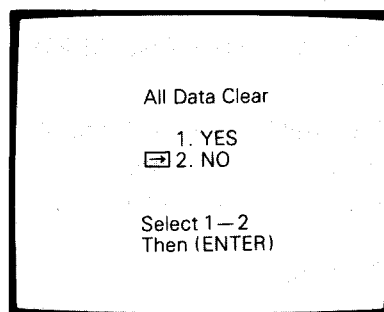 All Data Clear
1. YES
→ 2. NO
Select 1–2
Then (ENTER)